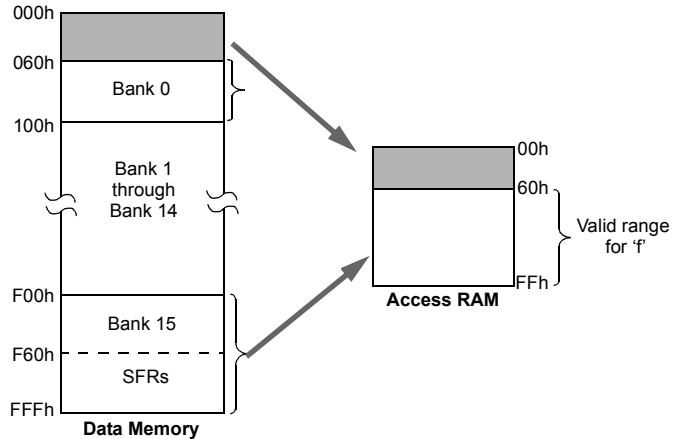 000h
060h
Bank 0
100h
Bank 1
through
Bank 14
F00h
Bank 15
F60h
SFRs
FFFh
Data Memory
00h
60h
Valid range
for ‘f’
FFh
Access RAM